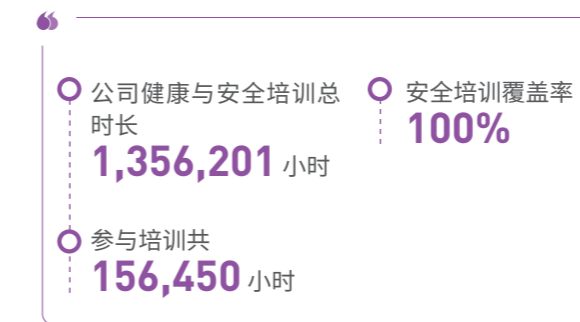 公司健康与安全培训总
时长
1,356,201 小时
安全培训覆盖率
100%
参与培训共
156,450 小时